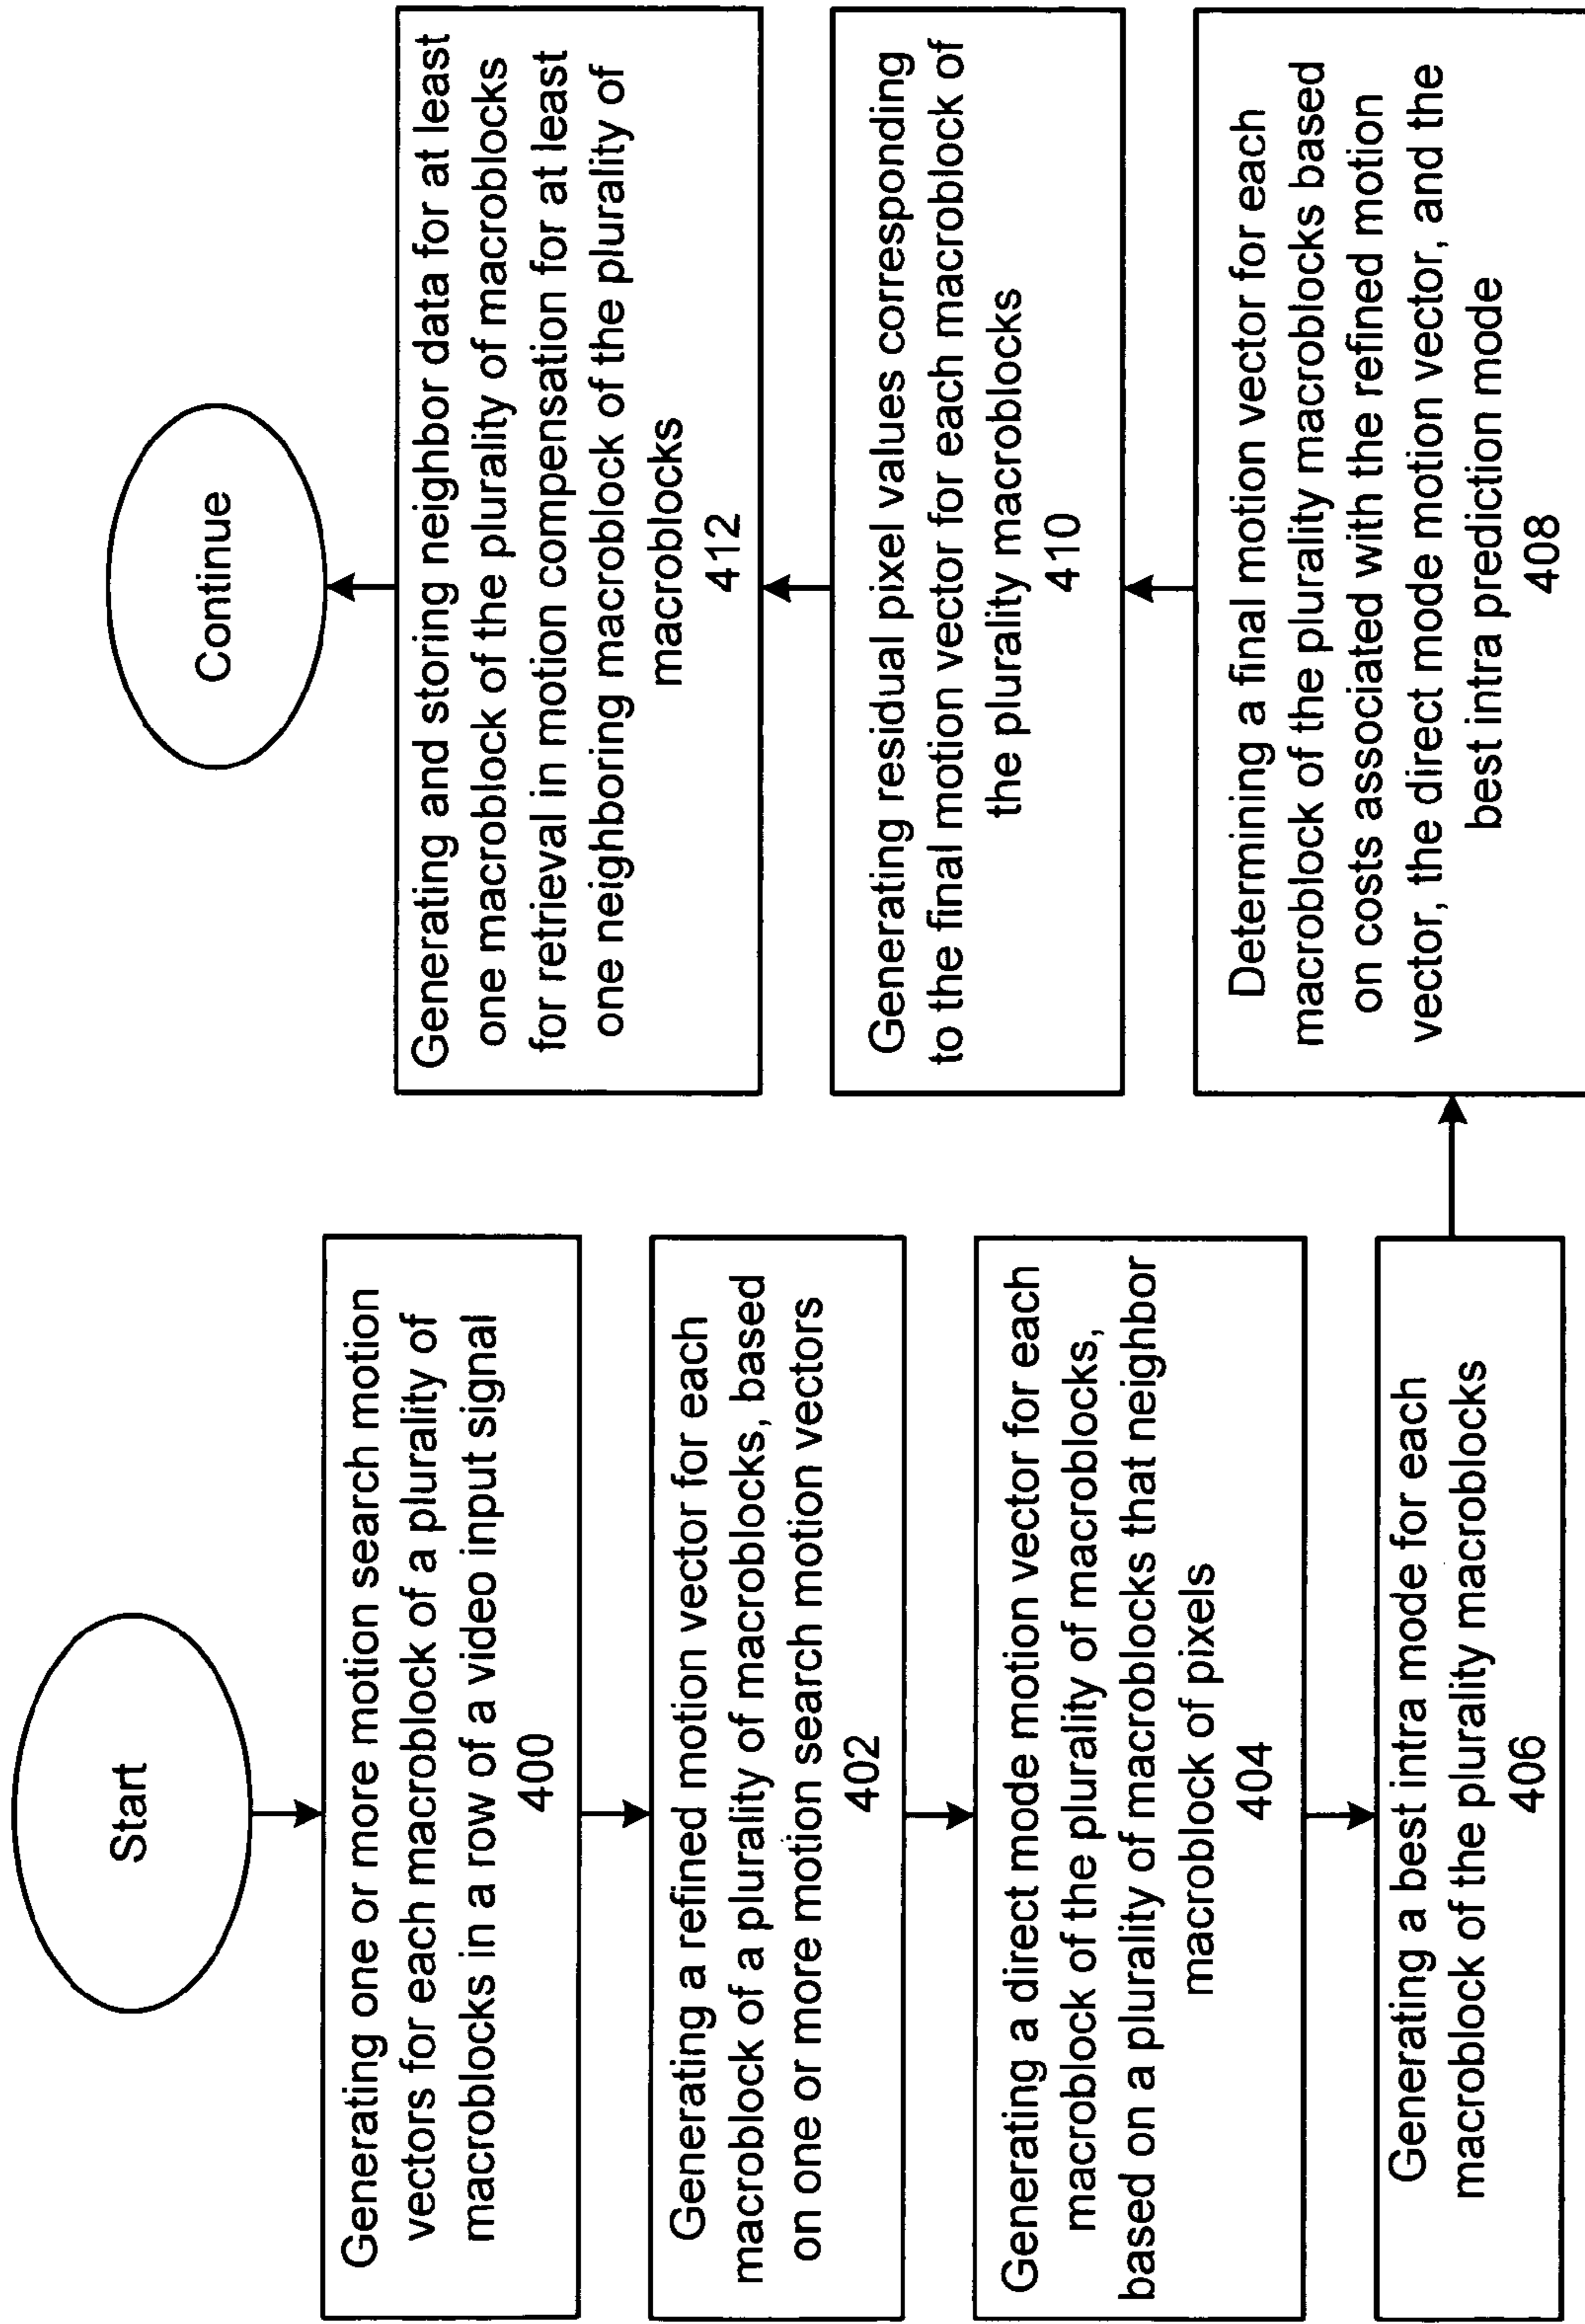 Start
Generating one or more motion search motion
vectors for each macroblock of a plurality of
macroblocks in a row of a video input signal
400
Generating a refined motion vector for each
macroblock of a plurality of macroblocks, based
on one or more motion search motion vectors
402
Generating a direct mode motion vector for each
macroblock of the plurality of macroblocks,
based on a plurality of macroblocks that neighbor
macroblock of pixels
404
Generating a best intra mode for each
macroblock of the plurality macroblocks
406
Determining a final motion vector for each
macroblock of the plurality macroblocks based
on costs associated with the refined motion
vector, the direct mode motion vector, and the
best intra prediction mode
408
Generating residual pixel values corresponding
to the final motion vector for each macroblock of
the plurality macroblocks
410
Generating and storing neighbor data for at least
one macroblock of the plurality of macroblocks
for retrieval in motion compensation for at least
one neighboring macroblock of the plurality of
macroblocks
412
Continue